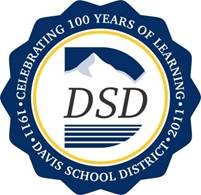 •CELEBRATING 100 YEARS OF LEARNING•
DSD
1911•DAVIS SCHOOL DISTRICT•2011